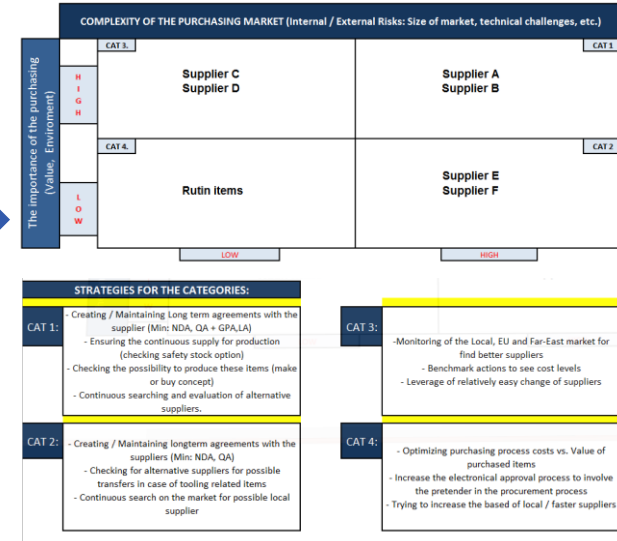 COMPLEXITY OF THE PURCHASING MARKET (Internal / External Risks: Size of market, technical challenges, etc.)
The importance of the purchasing
(Value, Enviroment)
HIGH
CAT 3.
Supplier C
Supplier D
CAT 1
Supplier A
Supplier B
LOW
CAT 4.
Rutin items
CAT 2
Supplier E
Supplier F
LOW
HIGH
STRATEGIES FOR THE CATEGORIES:
CAT 1:
- Creating / Maintaining Long term agreements with the
supplier (Min: NDA, QA + GPA,LA)
- Ensuring the continuous supply for production
(checking safety stock option)
- Checking the possibility to produce these items (make
or buy concept)
- Continuous searching and evaluation of alternative
suppliers.
CAT 3:
-Monitoring of the Local, EU and Far-East market for
find better suppliers
- Benchmark actions to see cost levels
- Leverage of relatively easy change of suppliers
CAT 2:
- Creating / Maintaining longterm agreements with the
suppliers (Min: NDA, QA)
- Checking for alternative suppliers for possible
transfers in case of tooling related items
- Continuous search on the market for possible local
supplier
CAT 4:
- Optimizing purchasing process costs vs. Value of
purchased items
- Increase the electronical approval process to involve
the pretender in the procurement process
- Trying to increase the based of local / faster suppliers